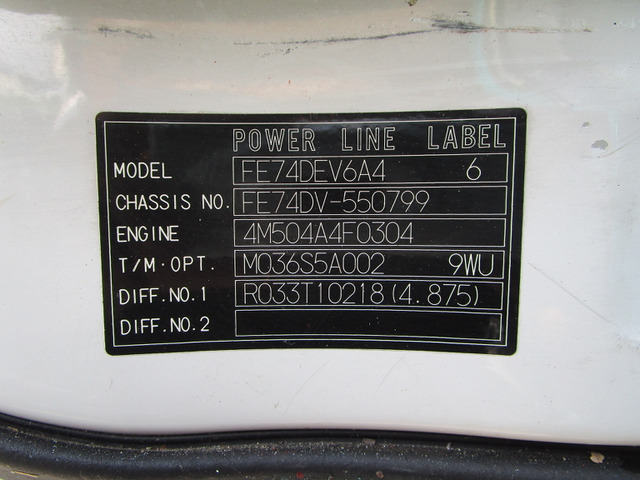 POWER LINE LABEL
MODEL FE74DEV6A4 6
CHASSIS NO. FE74DV-550799
ENGINE 4M504A4F0304
T/M·OPT. M036S5A002 9WU
DIFF.NO.1 R033T10218(4.875)
DIFF.NO.2